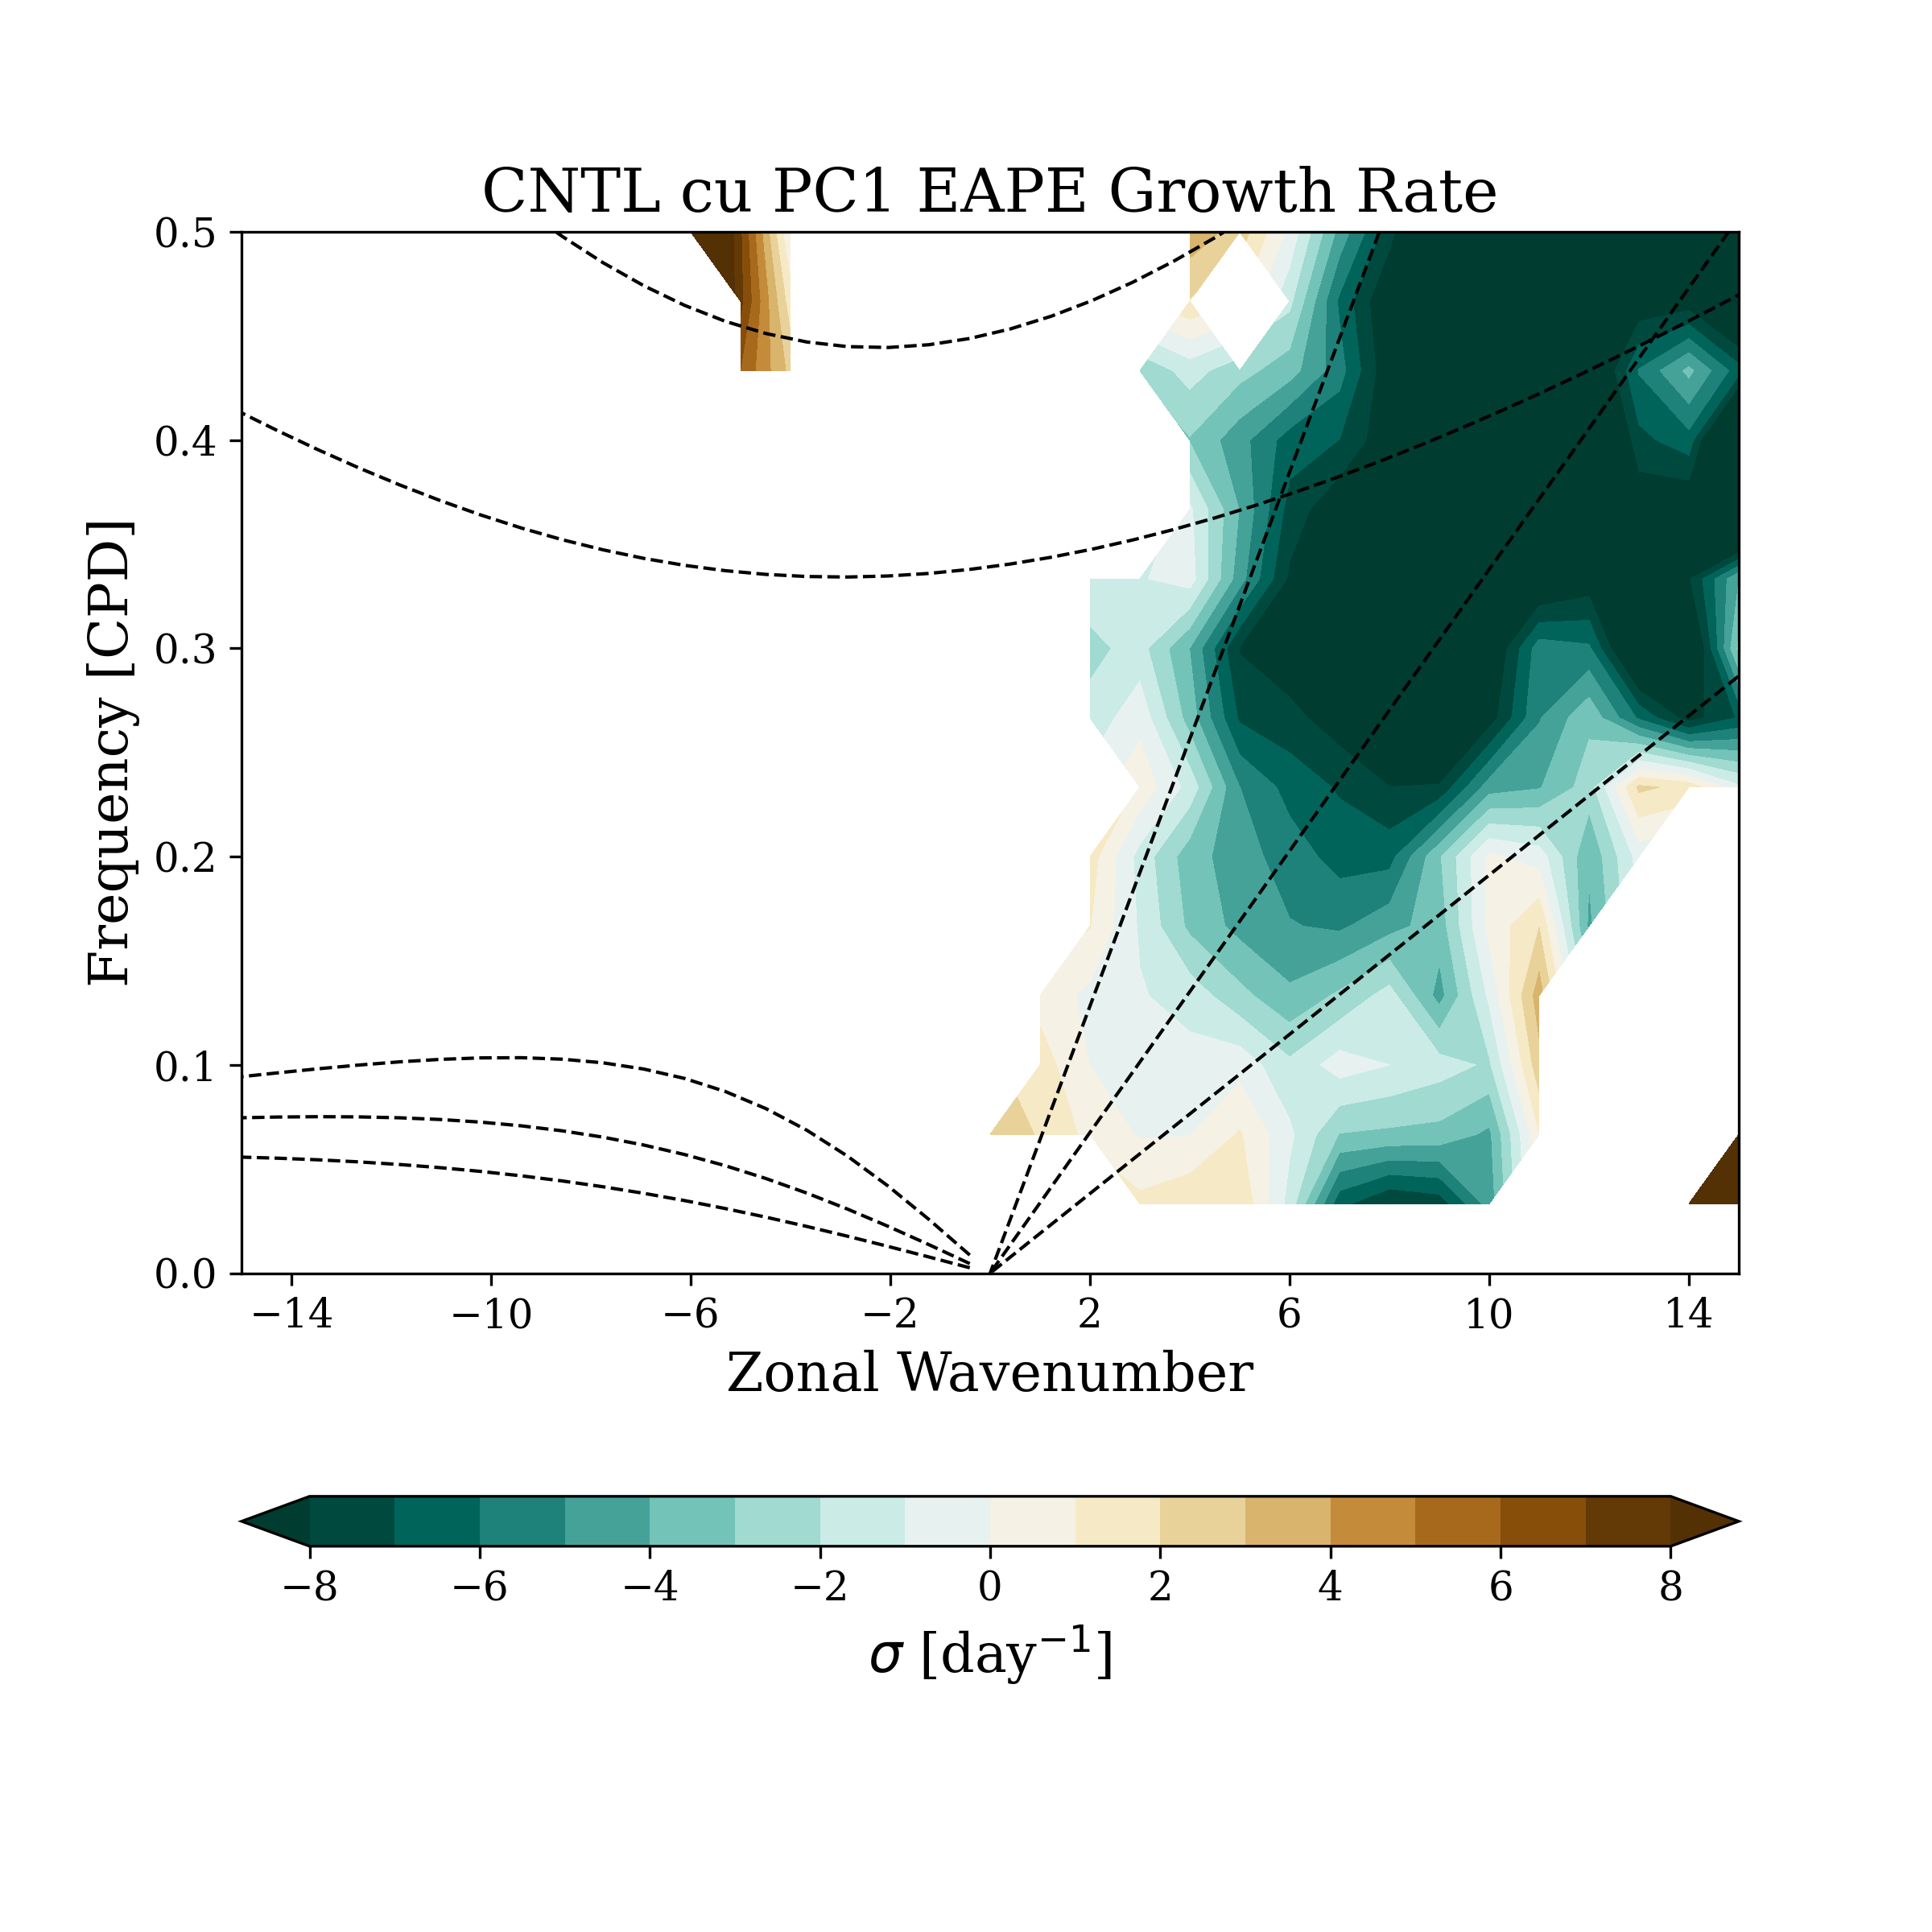 CNTL cu PC1 EAPE Growth Rate
0.5
0.4
0.3
0.2
0.1
0.0
Frequency [CPD]
−14 −10 −6 −2 2 6 10 14
Zonal Wavenumber
−8 −6 −4 −2 0 2 4 6 8
σ [day⁻¹]